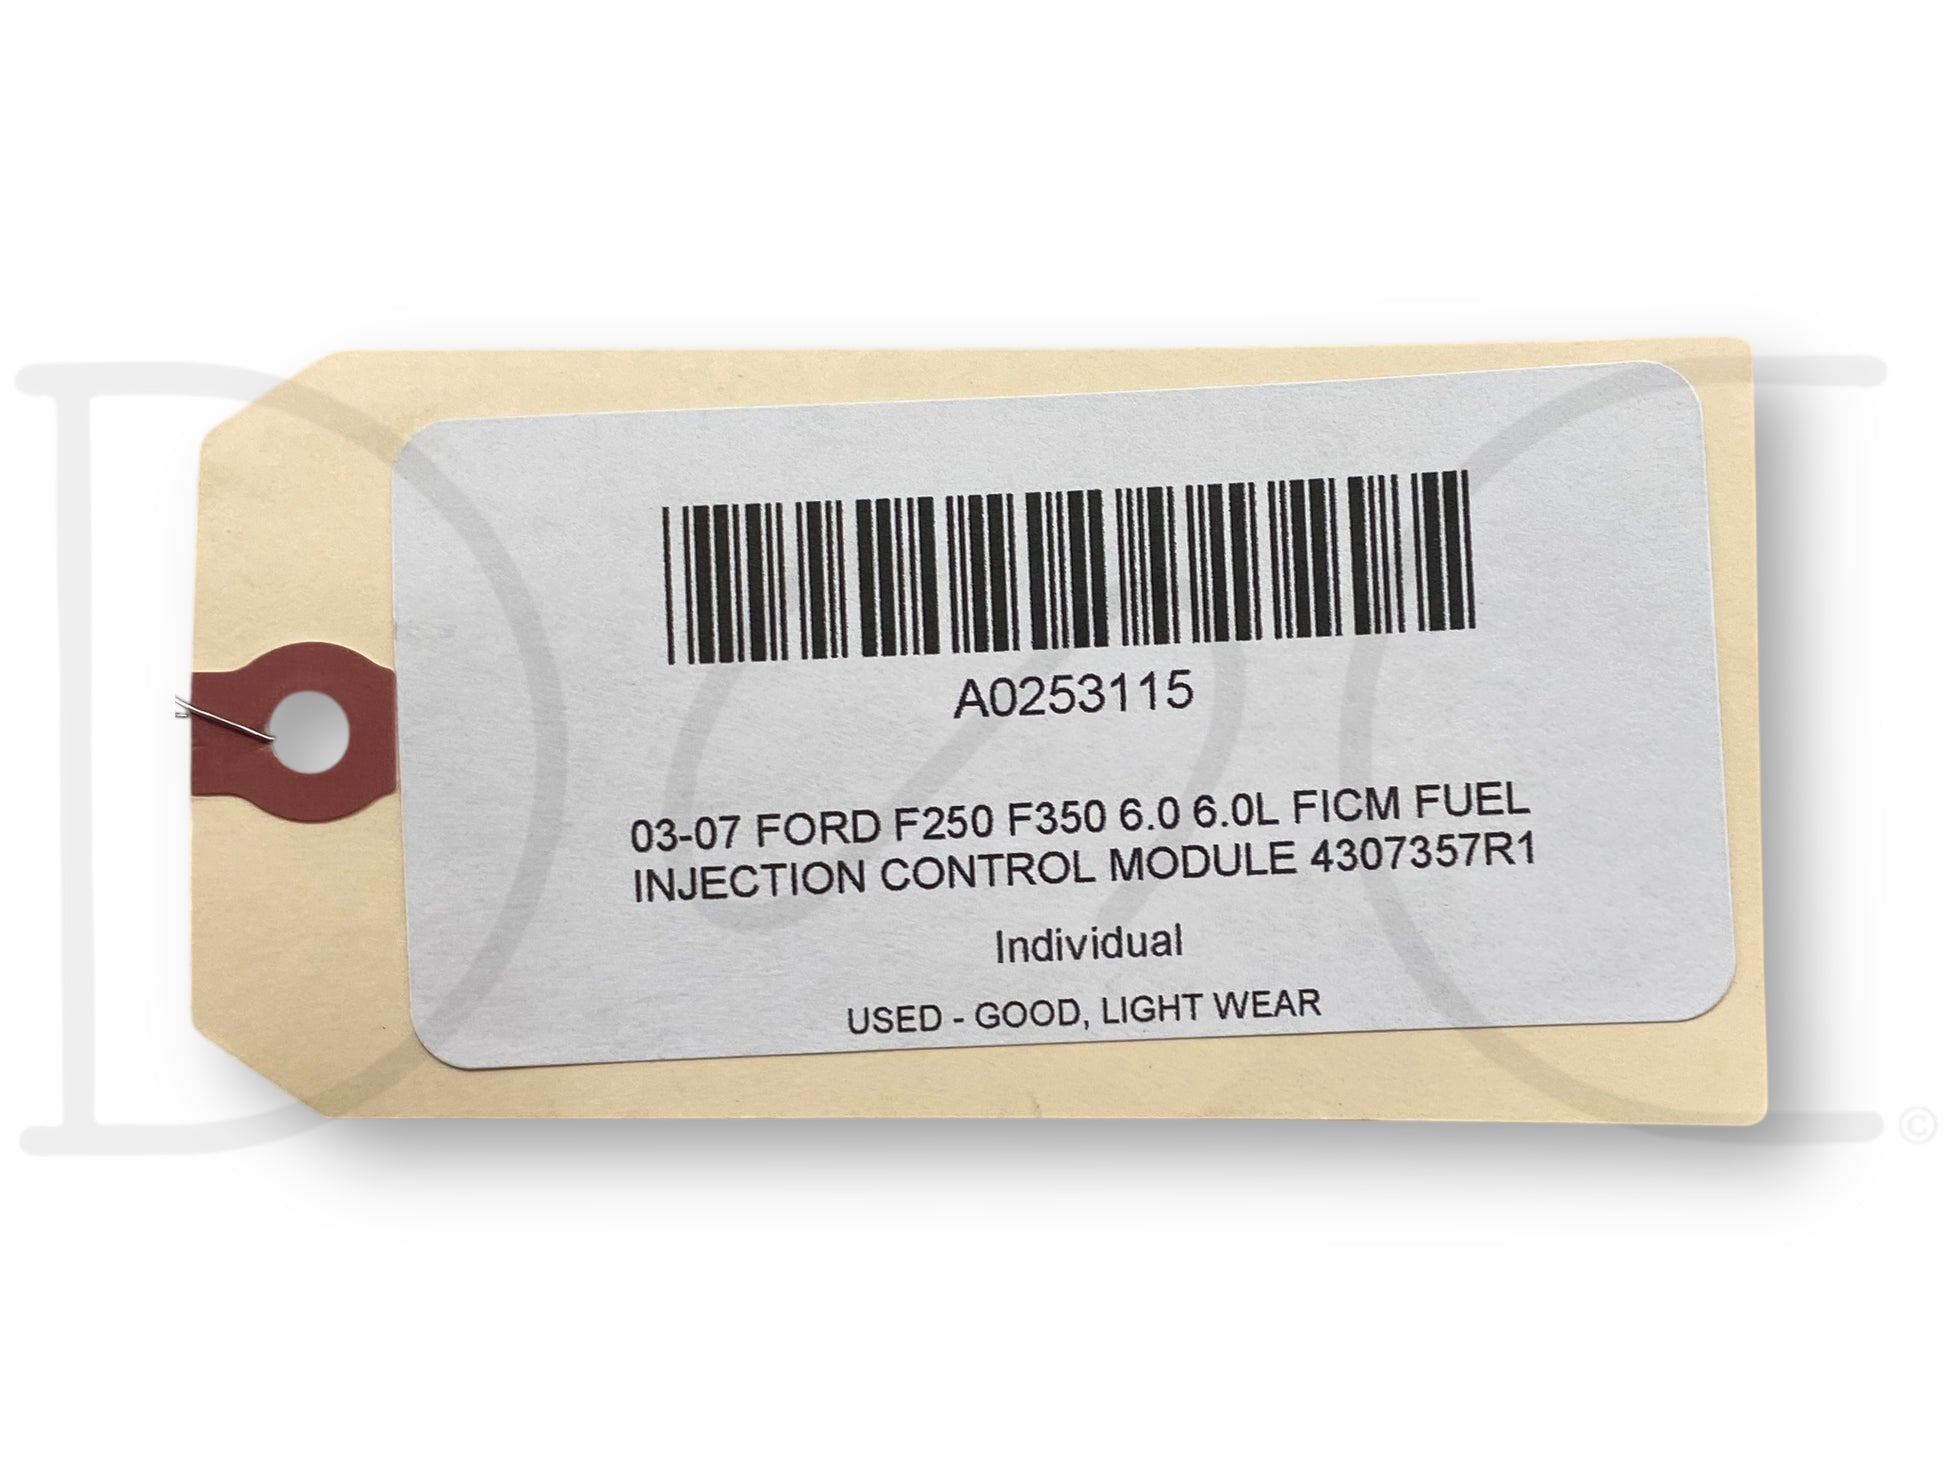 A0253115
03-07 FORD F250 F350 6.0 6.0L FICM FUEL
INJECTION CONTROL MODULE 4307357R1
Individual
USED - GOOD, LIGHT WEAR
©